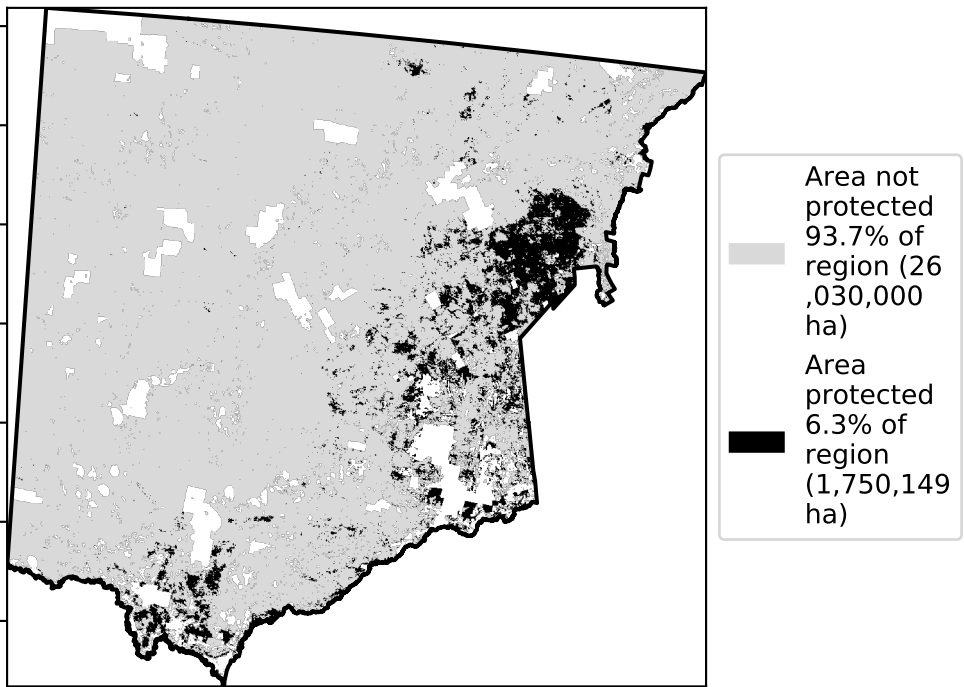 Area not
protected
93.7% of
region (26
,030,000
ha)
Area
protected
6.3% of
region
(1,750,149
ha)